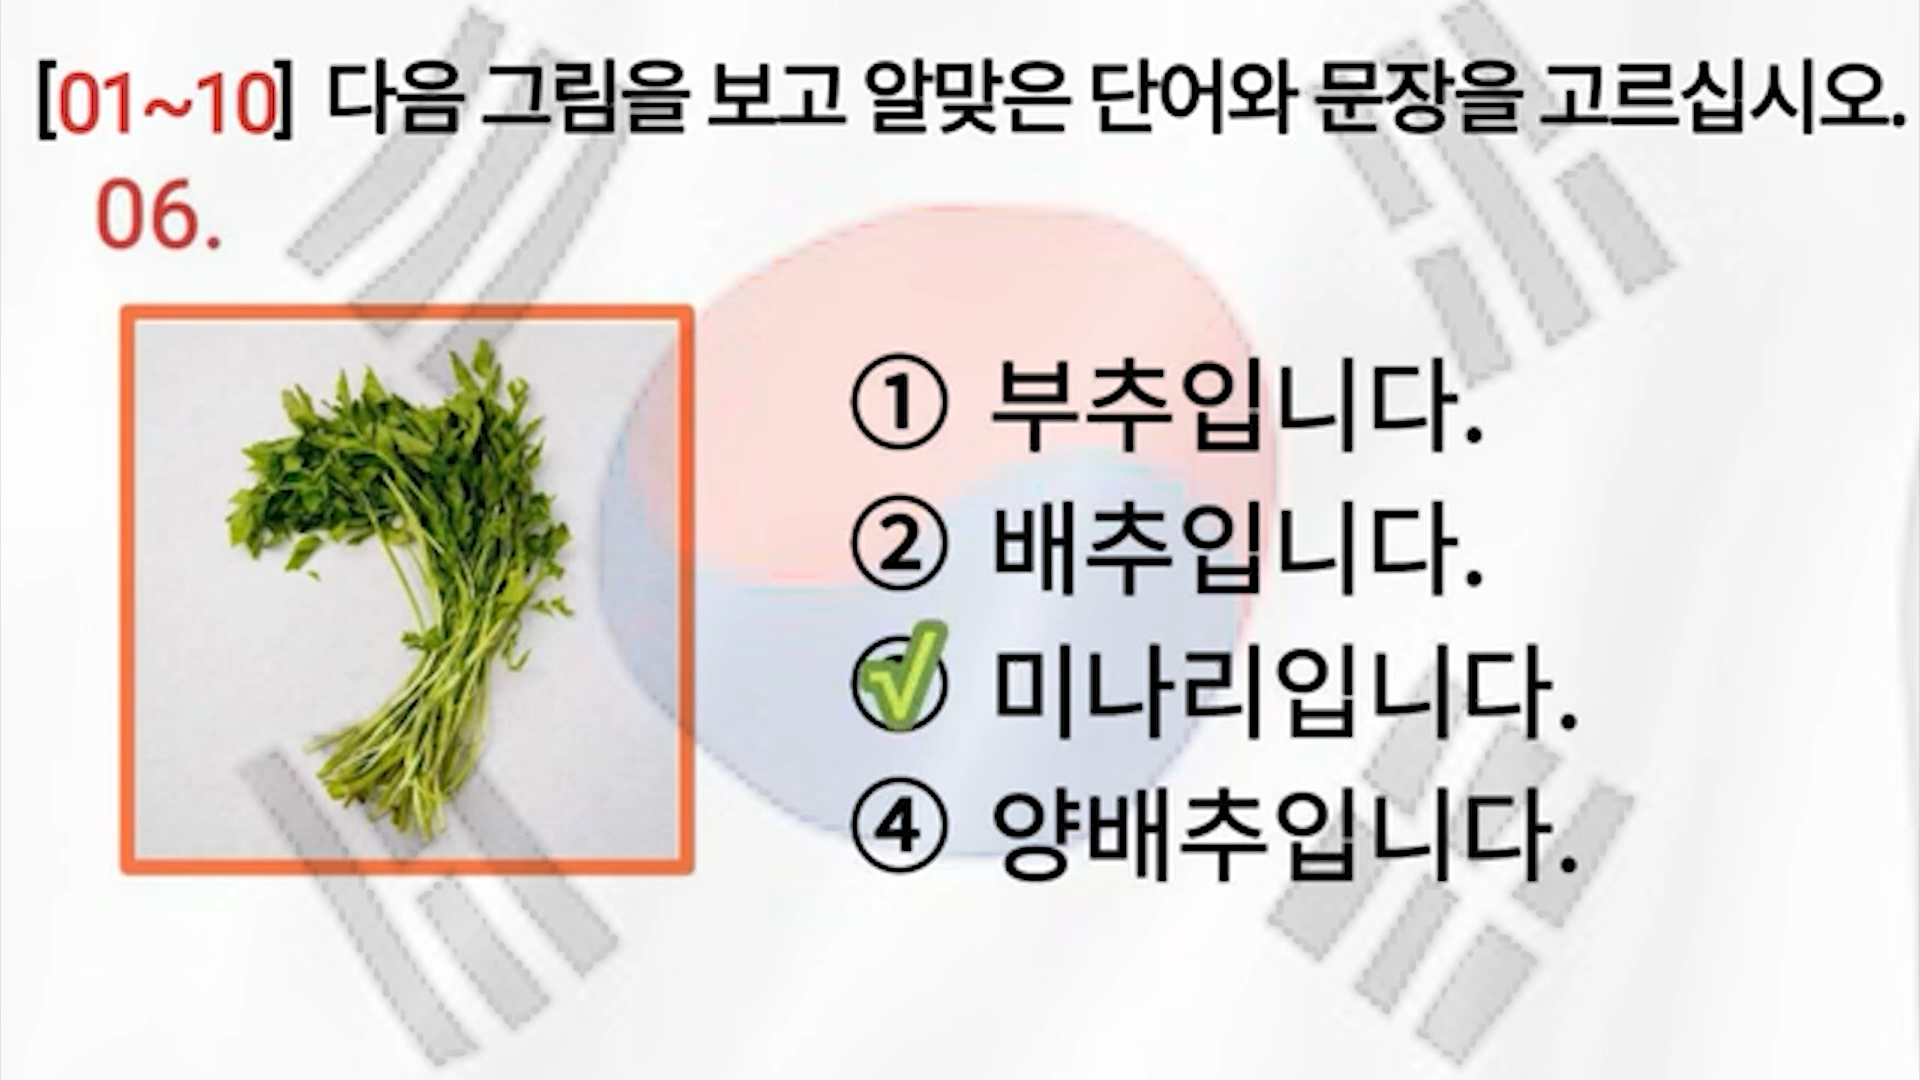 [01~10] 다음 그림을 보고 알맞은 단어와 문장을 고르십시오.
06.
① 부추입니다.
② 배추입니다.
미나리입니다.
④ 양배추입니다.